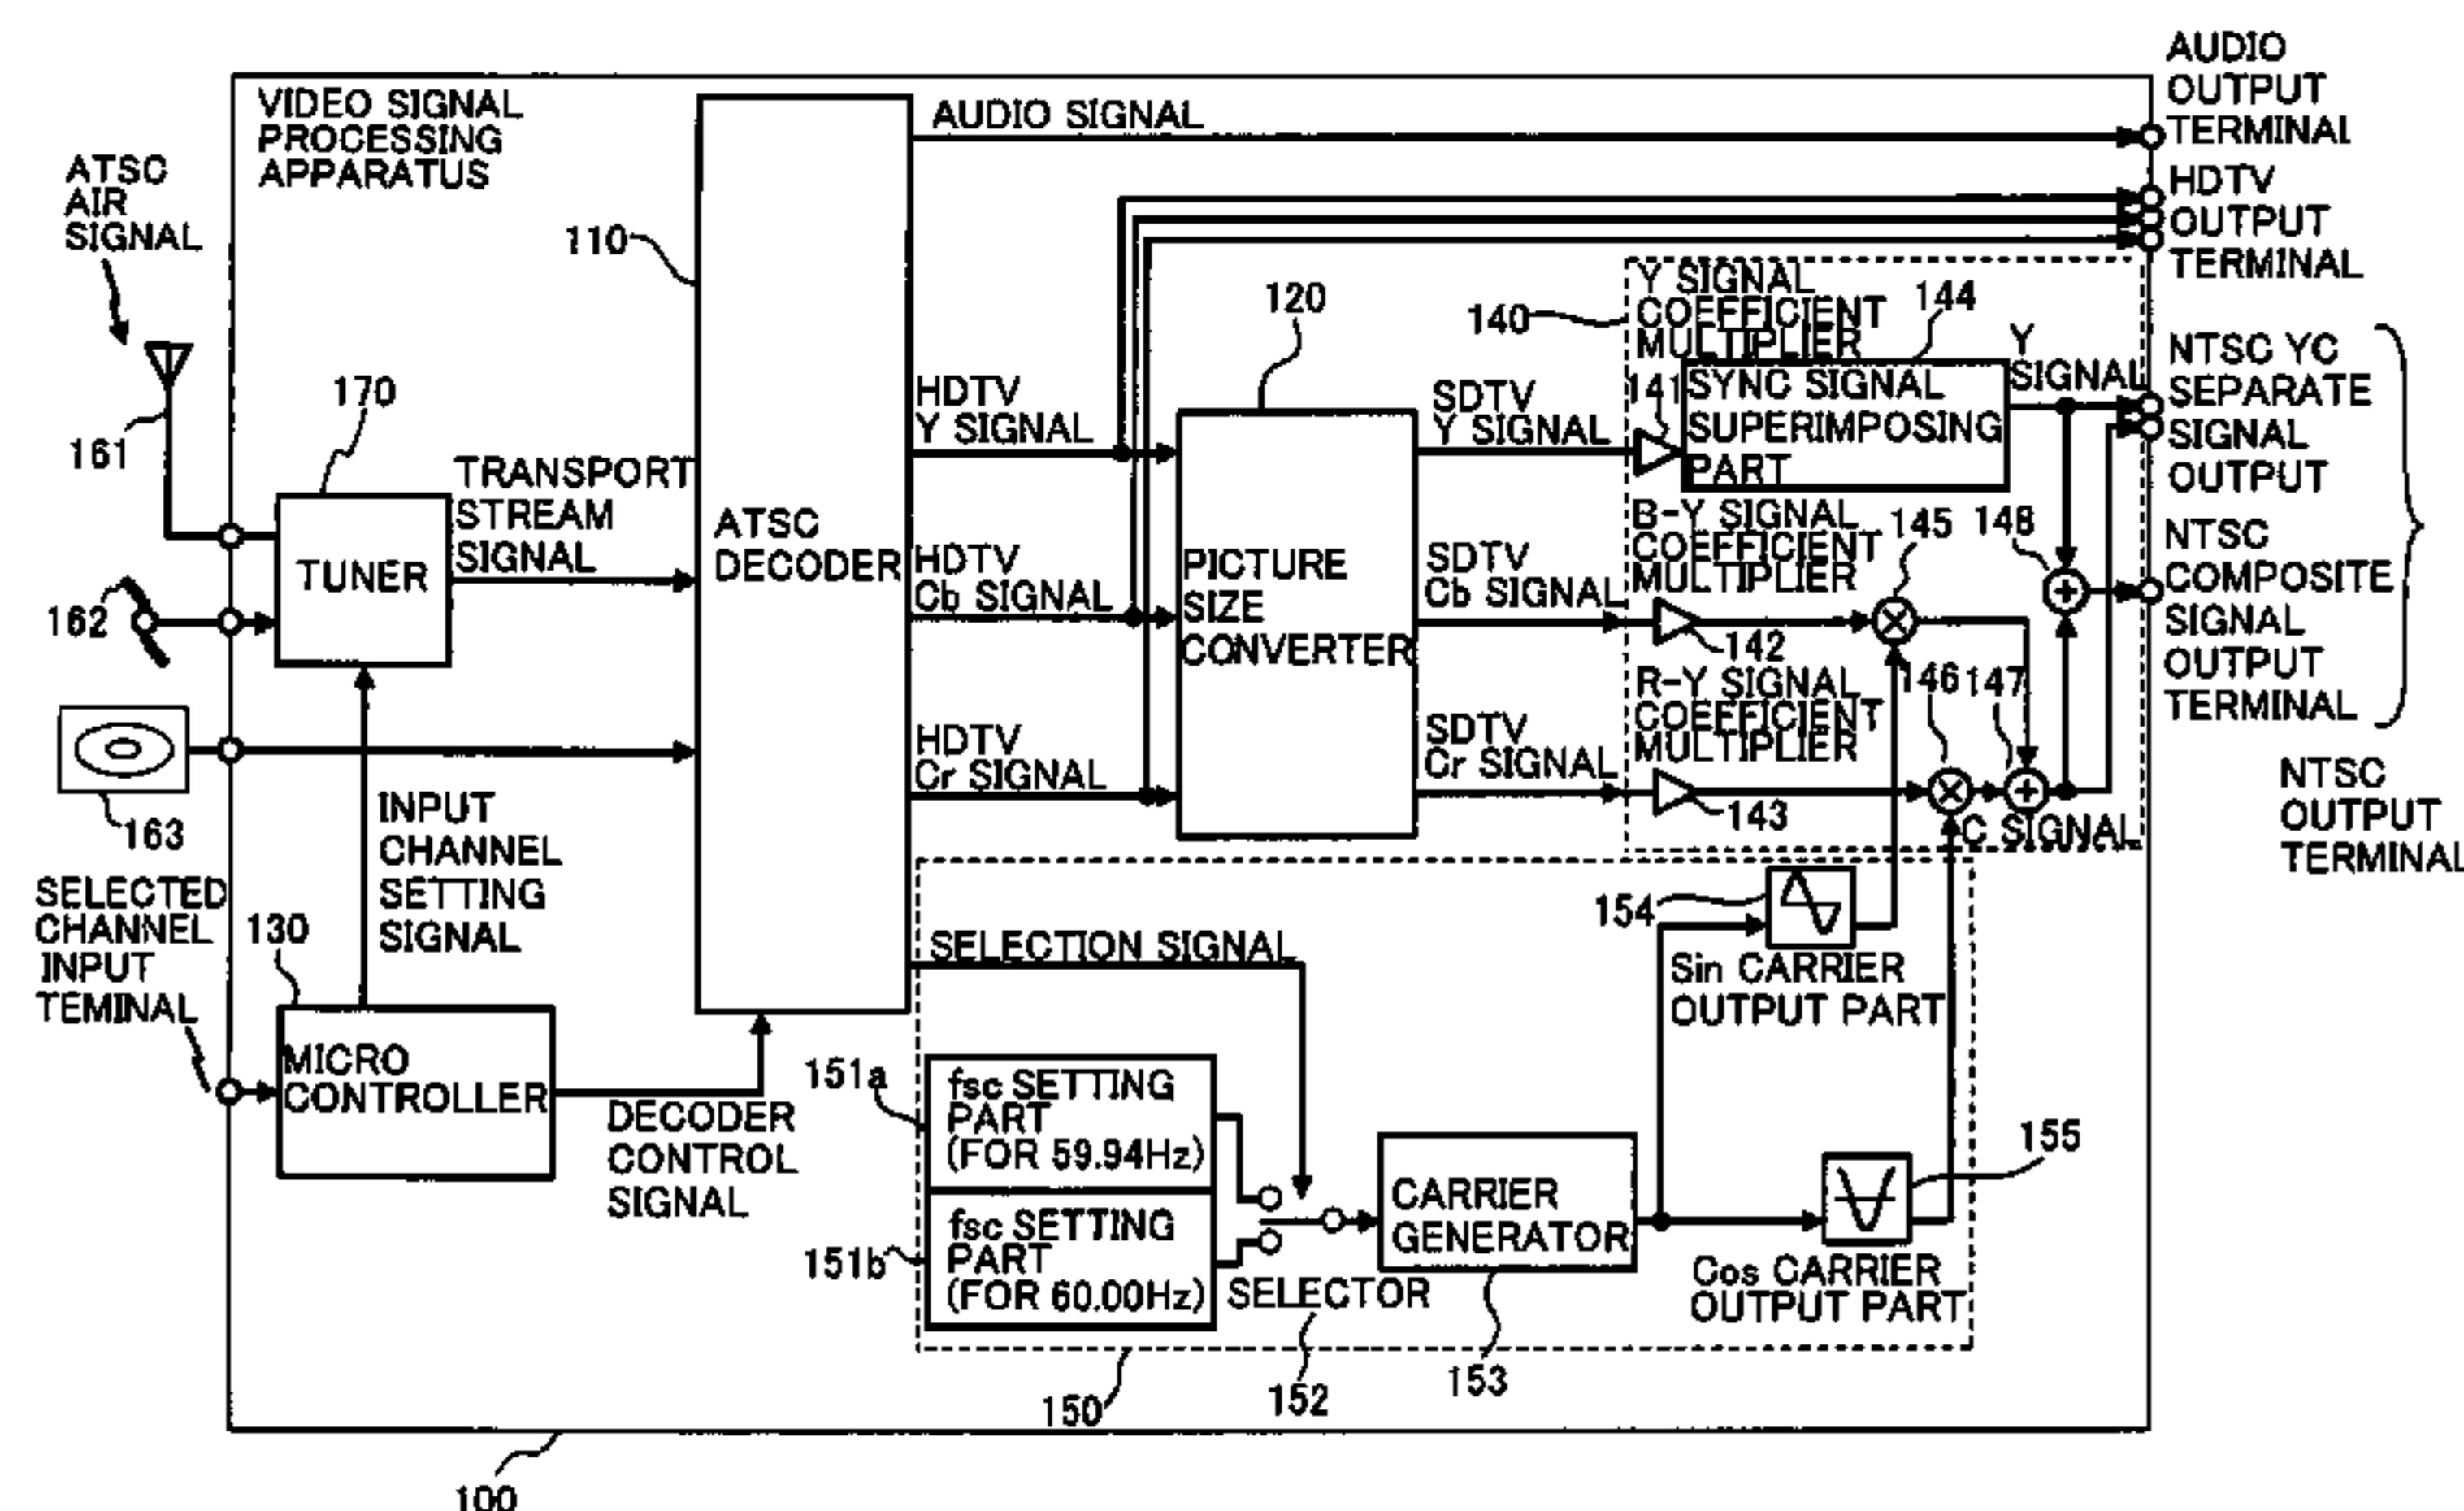 AUDIO
OUTPUT
TERMINAL
VIDEO SIGNAL
PROCESSING
APPARATUS
AUDIO SIGNAL
ATSC
AIR
SIGNAL
HDTV
OUTPUT
TERMINAL
110
120
140
Y SIGNAL
COEFFICIENT
MULTIPLIER
144
Y
SIGNAL
141
SYNC SIGNAL
SUPERIMPOSING
PART
NTSC YC
SEPARATE
SIGNAL
OUTPUT
161
170
TRANSPORT
STREAM
SIGNAL
TUNER
ATSC
DECODER
HDTV
Y SIGNAL
HDTV
Cb SIGNAL
HDTV
Cr SIGNAL
PICTURE
SIZE
CONVERTER
SDTV
Y SIGNAL
SDTV
Cb SIGNAL
SDTV
Cr SIGNAL
B-Y SIGNAL
COEFFICIENT
MULTIPLIER
145
148
142
NTSC
COMPOSITE
SIGNAL
OUTPUT
TERMINAL
R-Y SIGNAL
COEFFICIENT
MULTIPLIER
146
147
143
C SIGNAL
NTSC
OUTPUT
TERMINAL
162
163
INPUT
CHANNEL
SETTING
SIGNAL
SELECTED
CHANNEL
INPUT
TEMINAL
130
MICRO
CONTROLLER
DECODER
CONTROL
SIGNAL
SELECTION SIGNAL
154
Sin CARRIER
OUTPUT PART
151a
fsc SETTING
PART
(FOR 59.94Hz)
151b
fsc SETTING
PART
(FOR 60.00Hz)
SELECTOR
152
CARRIER
GENERATOR
153
155
Cos CARRIER
OUTPUT PART
150
100